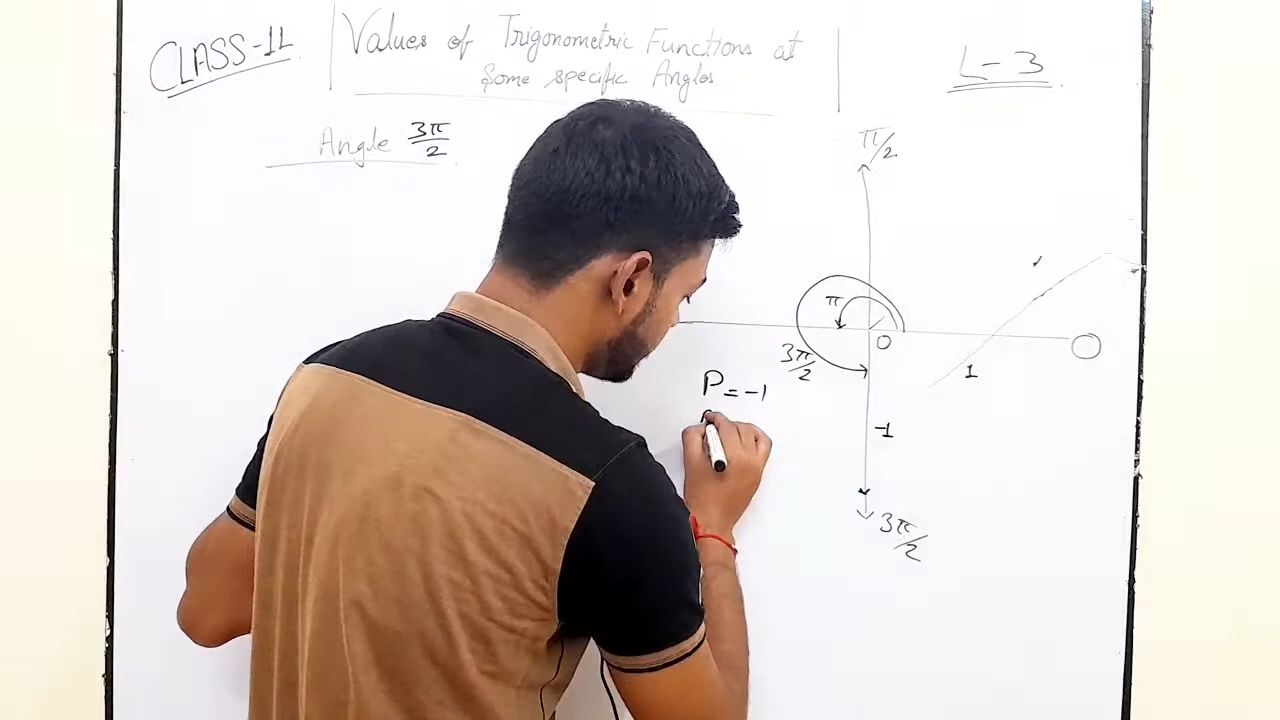 CLASS-11
Values of Trigonometric Functions at
Some specific Angles
L-3
Angle 3π/2
π/2
π
O
3π/2
1
P = -1
-1
3π/2